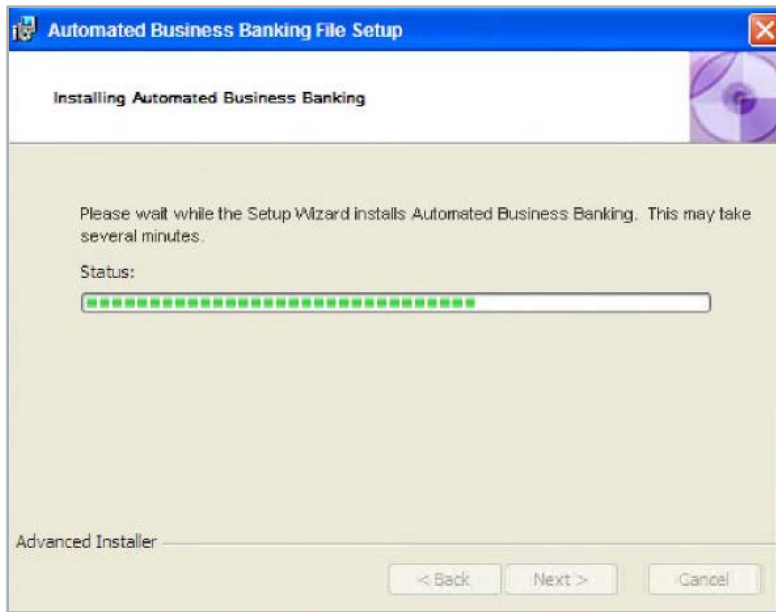 Automated Business Banking File Setup
Installing Automated Business Banking
Please wait while the Setup Wizard installs Automated Business Banking. This may take
several minutes.
Status:
Advanced Installer
< Back Next > Cancel